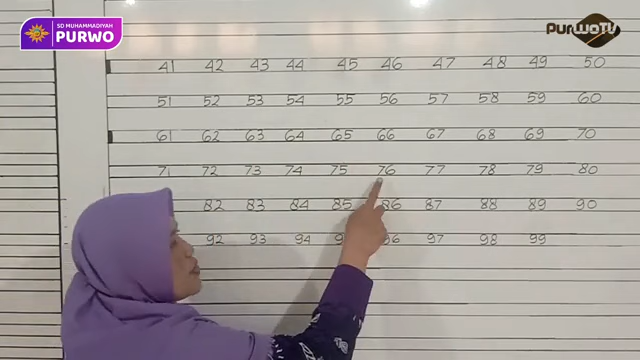 SD MUHAMMADIYAH
PURWO
PURWOTV
41 42 43 44 45 46 47 48 49 50
51 52 53 54 55 56 57 58 59 60
61 62 63 64 65 66 67 68 69 70
71 72 73 74 75 76 77 78 79 80
82 83 84 85 86 87 88 89 90
92 93 94 96 97 98 99